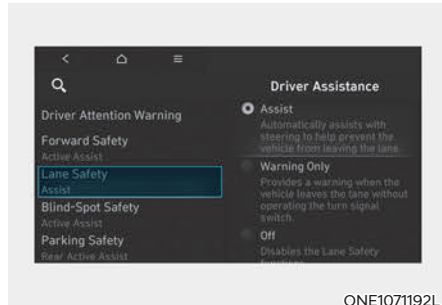 Driver Assistance
Driver Attention Warning
Forward Safety
Active Assist
Lane Safety
Assist
Blind-Spot Safety
Active Assist
Parking Safety
Rear Active Assist
Assist
Automatically assists with
steering to help prevent the
vehicle from leaving the lane.
Warning Only
Provides a warning when the
vehicle leaves the lane without
operating the turn signal
switch.
Off
Disables the Lane Safety
functions.
ONE1071192L